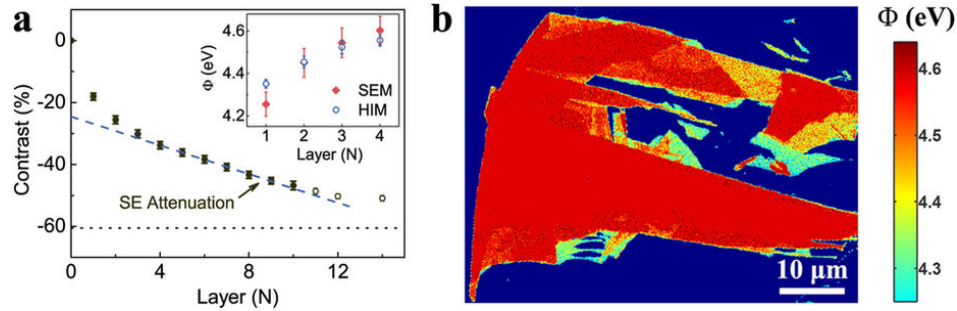 a
Contrast (%)
0
-20
-40
-60
0
4
8
12
Layer (N)
SE Attenuation
Φ (eV)
4.6
4.4
4.2
1
2
3
4
Layer (N)
SEM
HIM
b
10 μm
Φ (eV)
4.6
4.5
4.4
4.3